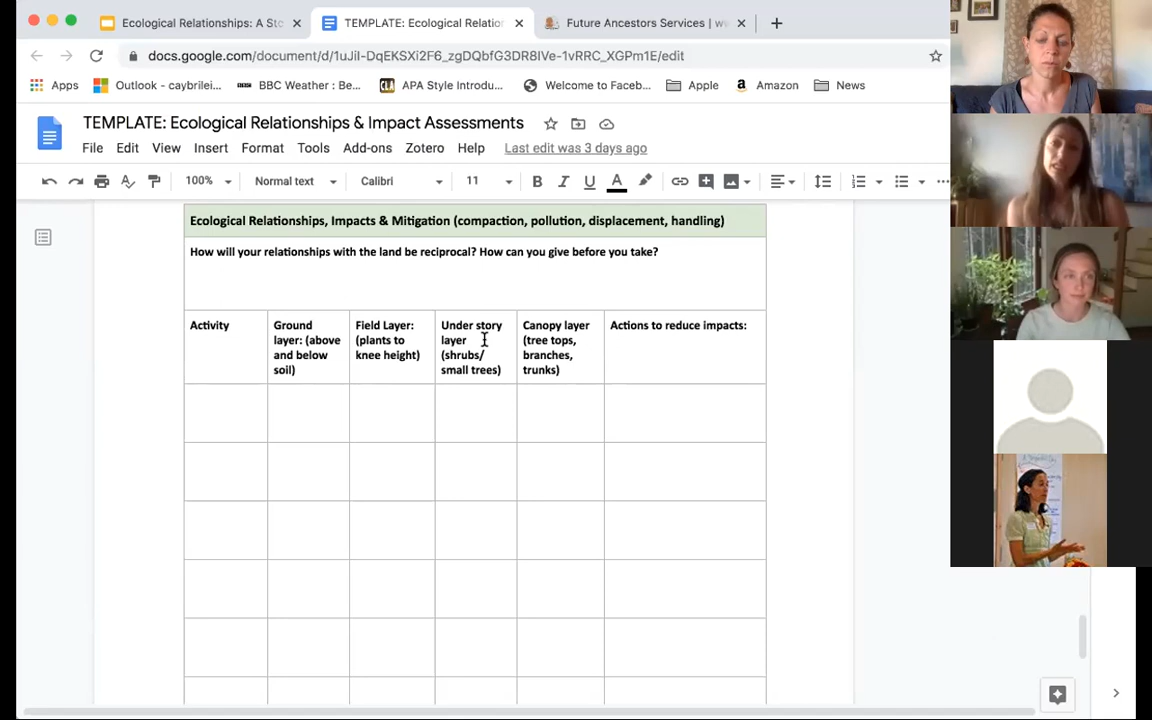 Ecological Relationships: A Sto
TEMPLATE: Ecological Relation
Future Ancestors Services | ww
docs.google.com/document/d/1uJil-DqEKSXi2F6_zgDQbfG3DR8IVe-1vRRC_XGPm1E/edit
Apps
Outlook - caybrilei...
BBC Weather : Be...
CLA
APA Style Introdu...
Welcome to Faceb...
Apple
Amazon
News
TEMPLATE: Ecological Relationships & Impact Assessments
File Edit View Insert Format Tools Add-ons Zotero Help Last edit was 3 days ago
100% Normal text Calibri 11 B I U A
Ecological Relationships, Impacts & Mitigation (compaction, pollution, displacement, handling)
How will your relationships with the land be reciprocal? How can you give before you take?
Activity
Ground
layer: (above
and below
soil)
Field Layer:
(plants to
knee height)
Under story
layer
(shrubs/
small trees)
Canopy layer
(tree tops,
branches,
trunks)
Actions to reduce impacts: